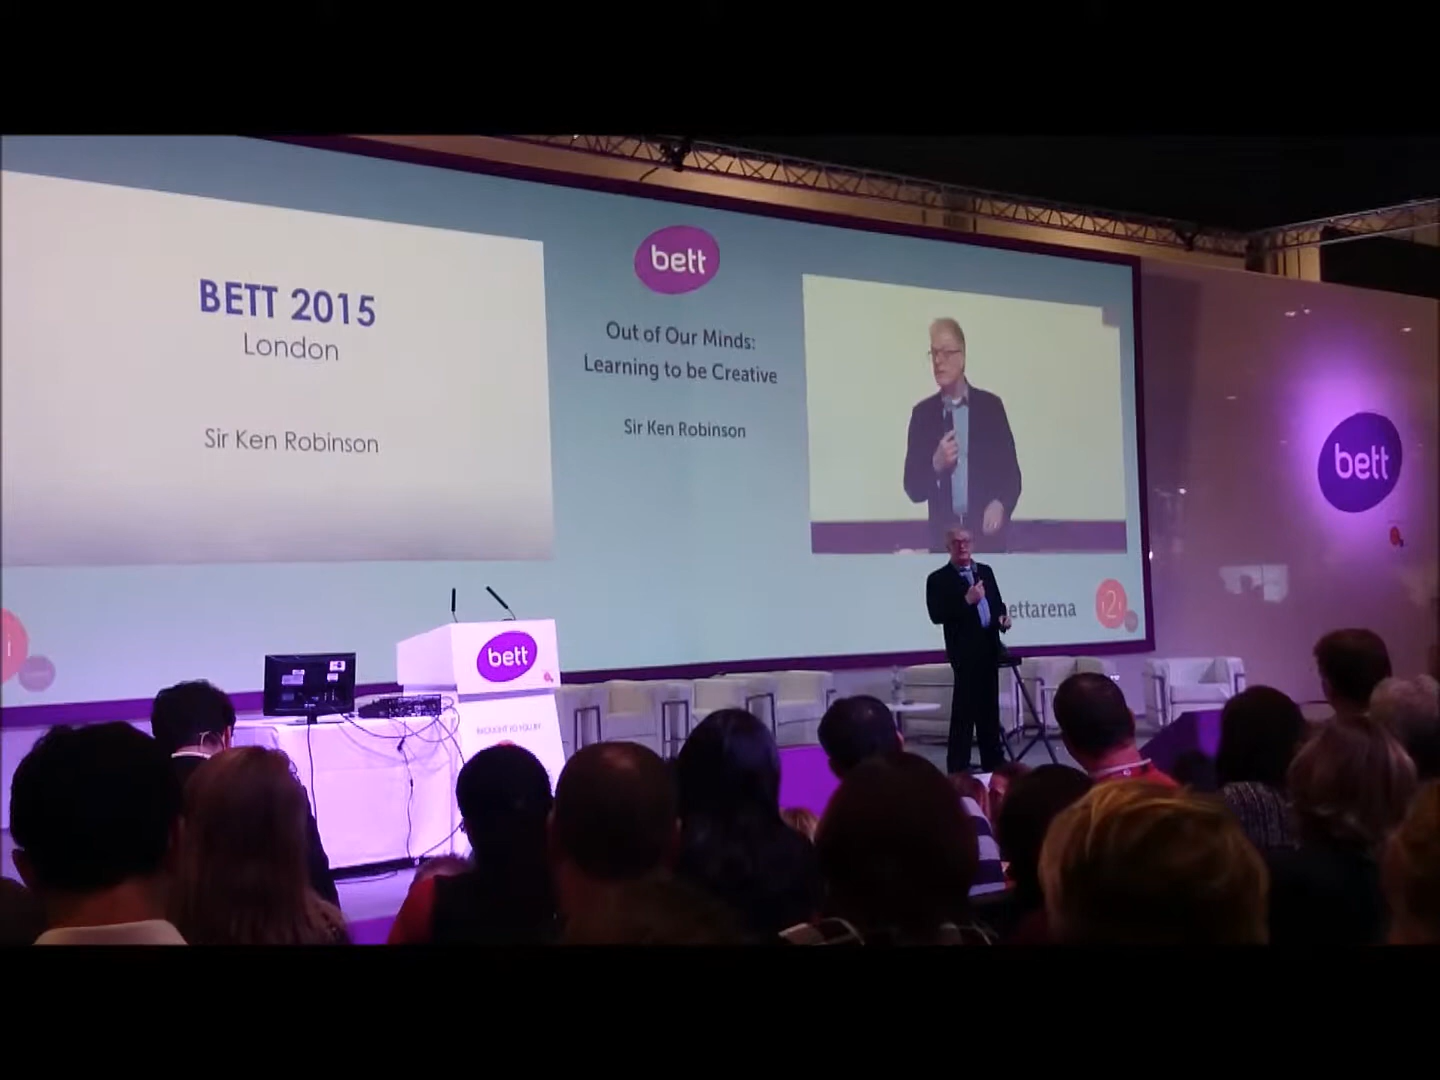 BETT 2015
London
Sir Ken Robinson
bett
Out of Our Minds:
Learning to be Creative
Sir Ken Robinson
ettarena
bett
bett